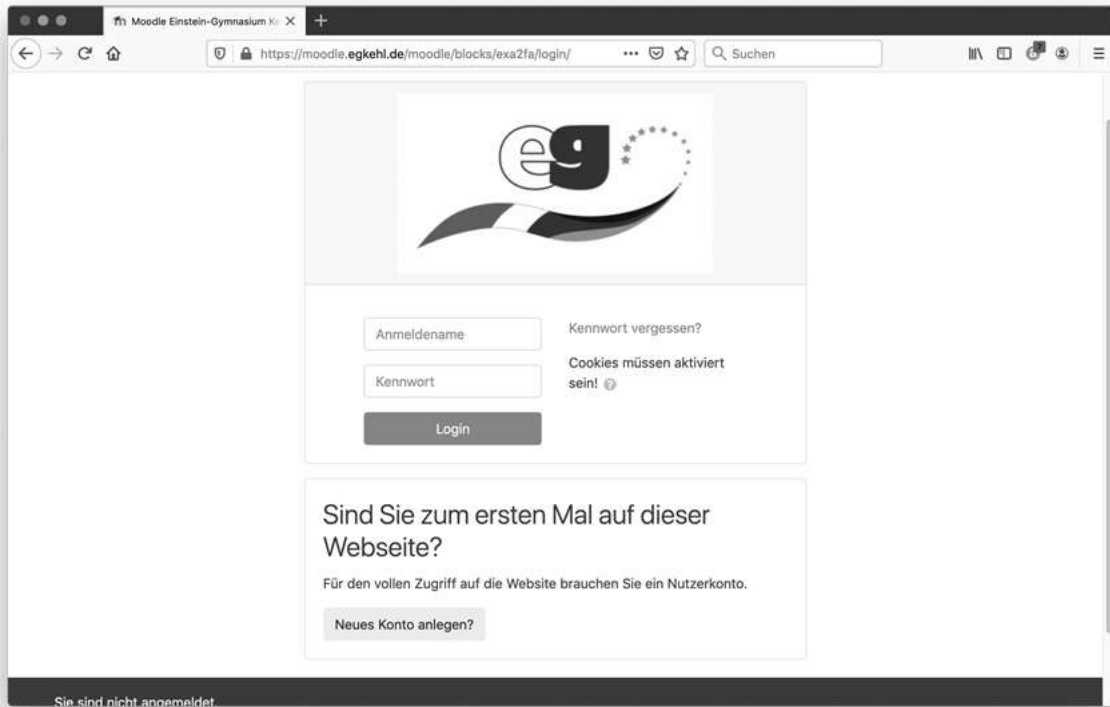 Moodle Einstein-Gymnasium Ke
https://moodle.egkehl.de/moodle/blocks/exa2fa/login/
Suchen
eg
Anmeldename
Kennwort vergessen?
Kennwort
Cookies müssen aktiviert
sein!
Login
Sind Sie zum ersten Mal auf dieser
Webseite?
Für den vollen Zugriff auf die Website brauchen Sie ein Nutzerkonto.
Neues Konto anlegen?
Sie sind nicht angemeldet.